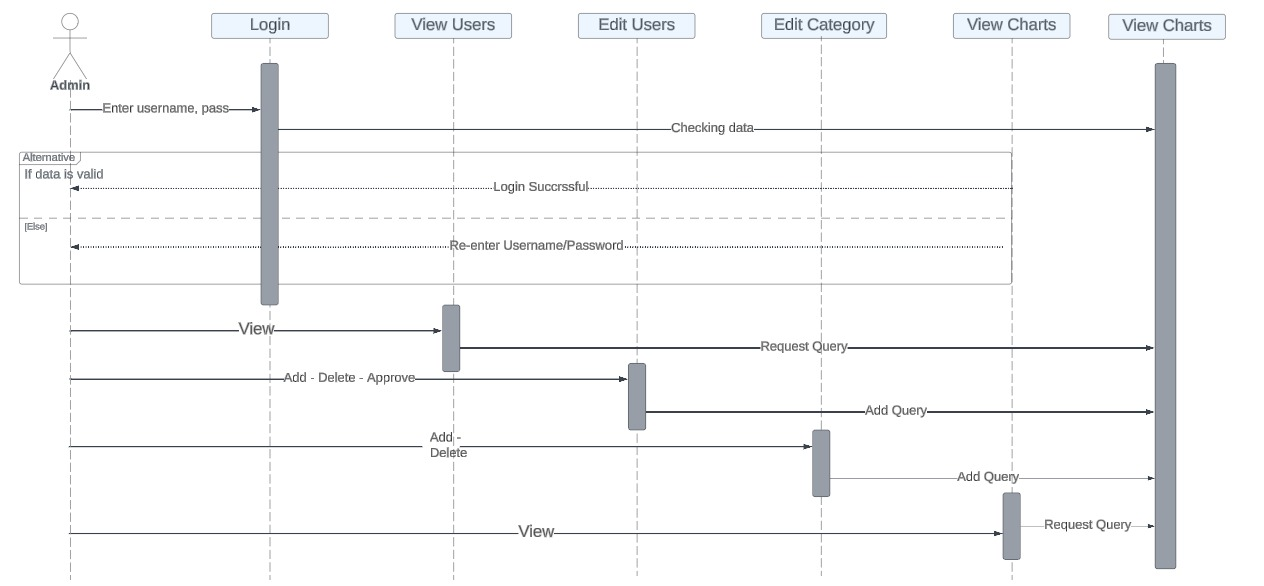 Login
View Users
Edit Users
Edit Category
View Charts
View Charts
Admin
Enter username, pass
Checking data
Alternative
If data is valid
Login Succrssful
[Else]
Re-enter Username/Password
View
Request Query
Add - Delete - Approve
Add Query
Add -
Delete
Add Query
Request Query
View